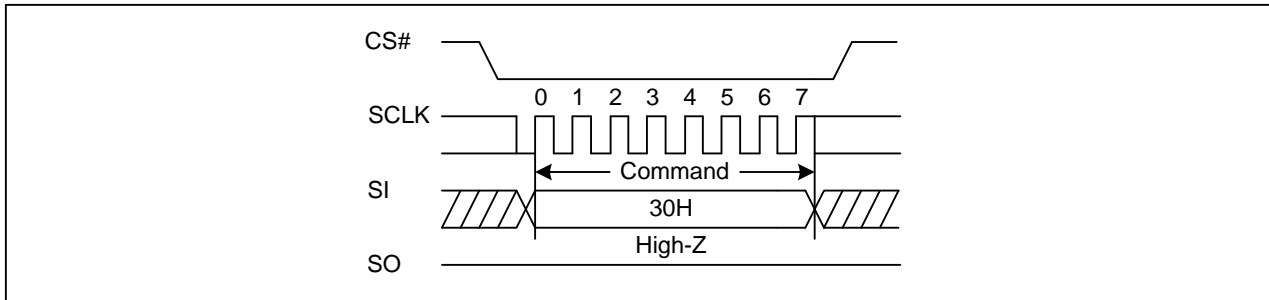 CS#
0 1 2 3 4 5 6 7
SCLK
Command
SI
30H
High-Z
SO